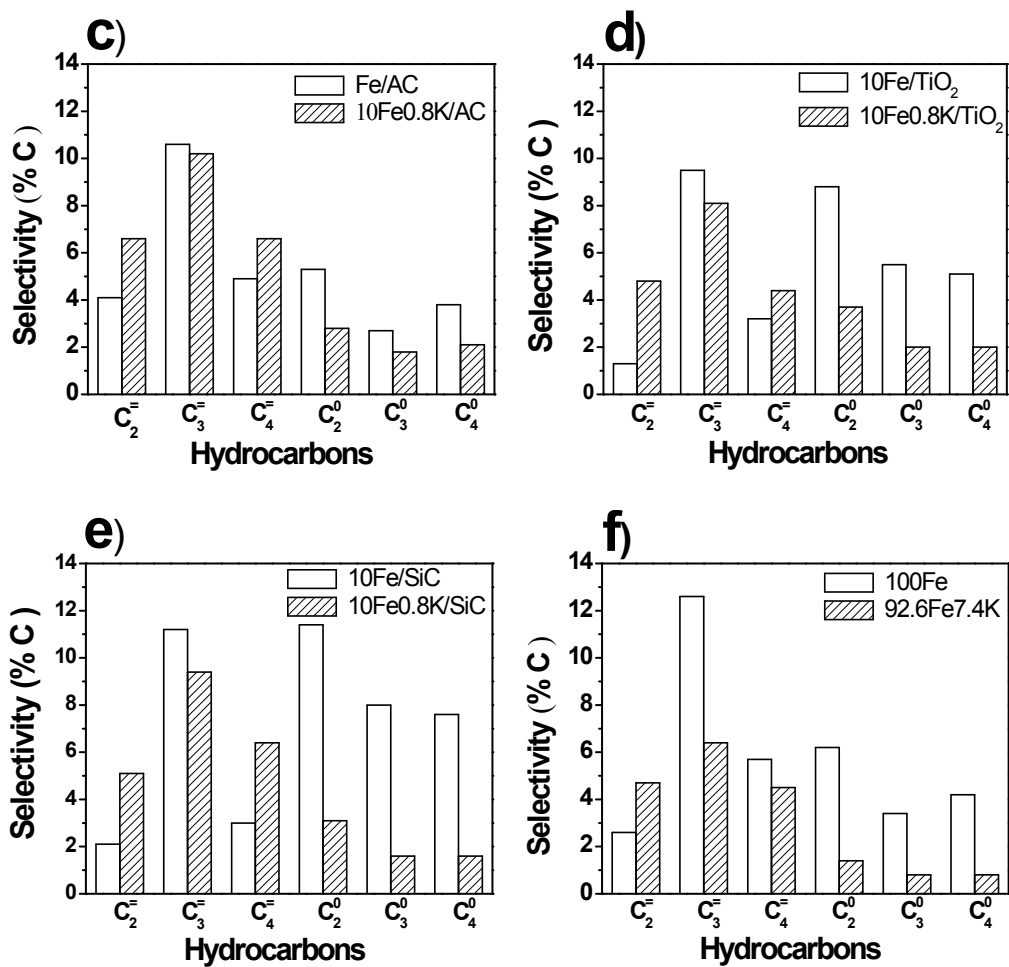 c)
14
12
10
8
6
4
2
0
Selectivity (% C)
Fe/AC
10Fe0.8K/AC
C₂⁼ C₃⁼ C₄⁼ C₂⁰ C₃⁰ C₄⁰
Hydrocarbons
d)
14
12
10
8
6
4
2
0
Selectivity (% C)
10Fe/TiO₂
10Fe0.8K/TiO₂
C₂⁼ C₃⁼ C₄⁼ C₂⁰ C₃⁰ C₄⁰
Hydrocarbons
e)
14
12
10
8
6
4
2
0
Selectivity (% C)
10Fe/SiC
10Fe0.8K/SiC
C₂⁼ C₃⁼ C₄⁼ C₂⁰ C₃⁰ C₄⁰
Hydrocarbons
f)
14
12
10
8
6
4
2
0
Selectivity (% C)
100Fe
92.6Fe7.4K
C₂⁼ C₃⁼ C₄⁼ C₂⁰ C₃⁰ C₄⁰
Hydrocarbons